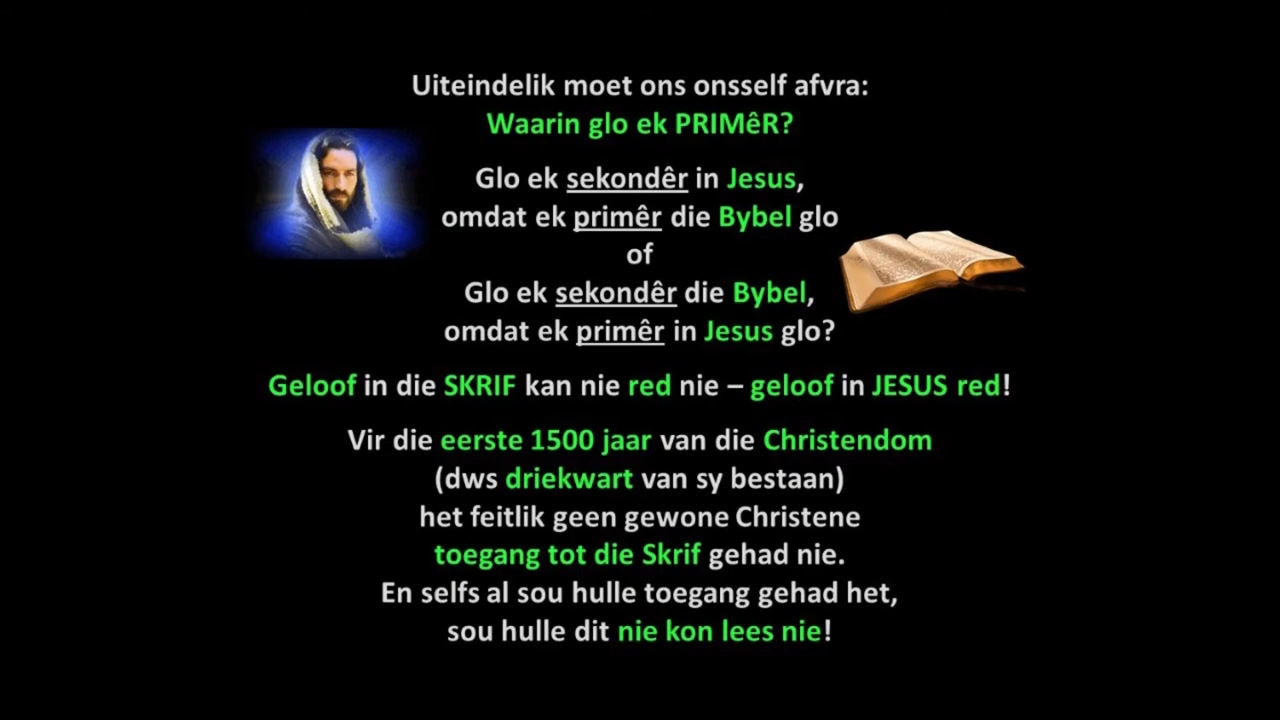 Uiteindelik moet ons onsself afvra:
Waarin glo ek PRIMêR?
Glo ek sekondêr in Jesus,
omdat ek primêr die Bybel glo
of
Glo ek sekondêr die Bybel,
omdat ek primêr in Jesus glo?
Geloof in die SKRIF kan nie red nie – geloof in JESUS red!
Vir die eerste 1500 jaar van die Christendom
(dws driekwart van sy bestaan)
het feitlik geen gewone Christene
toegang tot die Skrif gehad nie.
En selfs al sou hulle toegang gehad het,
sou hulle dit nie kon lees nie!